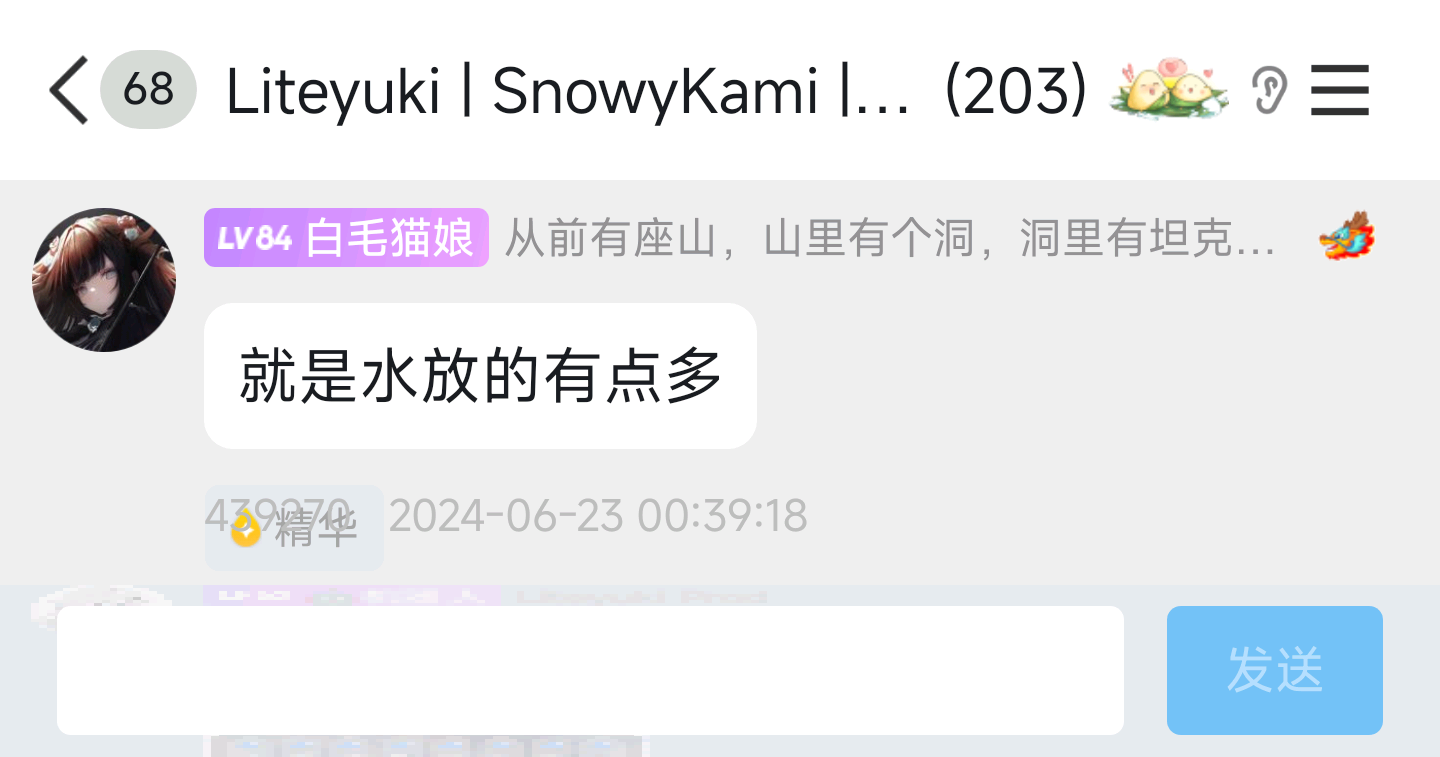 68 Liteyuki | SnowyKami |... (203)
LV84 白毛猫娘 从前有座山，山里有个洞，洞里有坦克...
就是水放的有点多
439270 2024-06-23 00:39:18
精华
发送